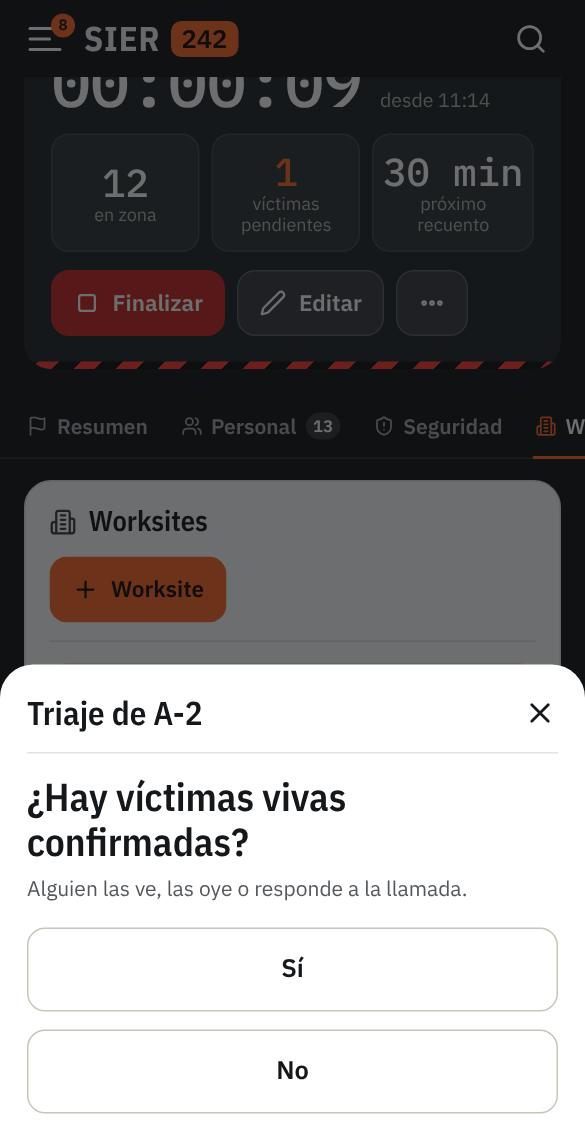 8
SIER 242
00:00:09 desde 11:14
12
en zona
1
víctimas
pendientes
30 min
próximo
recuento
Finalizar
Editar
Resumen
Personal 13
Seguridad
W
Worksites
+ Worksite
Triaje de A-2
¿Hay víctimas vivas
confirmadas?
Alguien las ve, las oye o responde a la llamada.
Sí
No